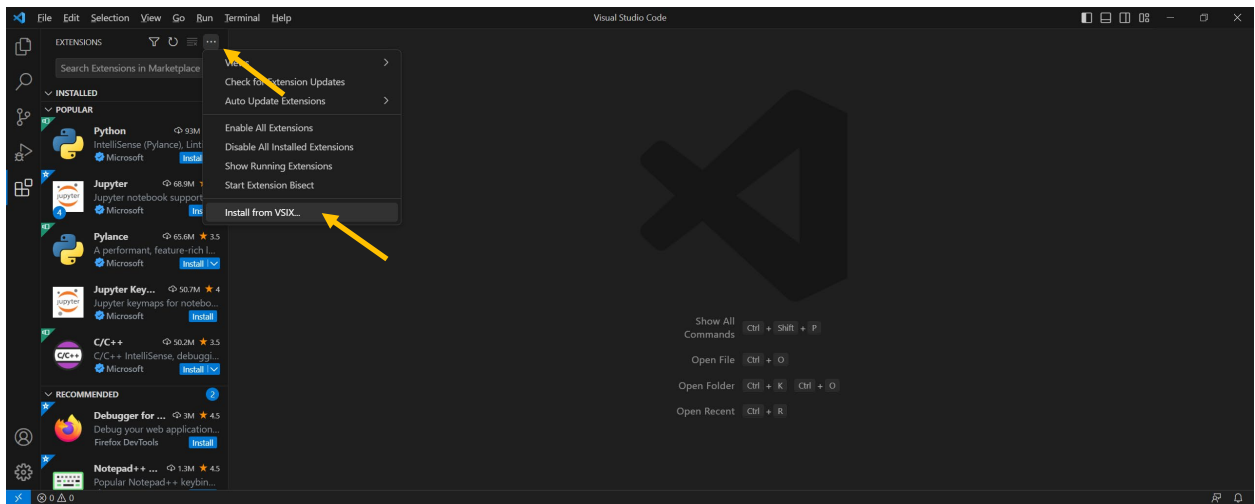 File Edit Selection View Go Run Terminal Help
Visual Studio Code
EXTENSIONS
Search Extensions in Marketplace
INSTALLED
POPULAR
Python 93M
IntelliSense (Pylance), Lint
Microsoft Instal
Jupyter 68.9M
Jupyter notebook support
4 Microsoft Ins
Pylance 65.6M ★ 3.5
A performant, feature-rich l...
Microsoft Install
Jupyter Key... 50.7M ★ 4
Jupyter keymaps for notebo...
Microsoft Install
C/C++ 50.2M ★ 3.5
C/C++ IntelliSense, debuggi...
Microsoft Install
RECOMMENDED 2
Debugger for ... 3M ★ 4.5
Debug your web application...
Firefox DevTools Install
Notepad++ ... 1.3M ★ 4.5
Popular Notepad++ keybin...
Views
Check for Extension Updates
Auto Update Extensions
Enable All Extensions
Disable All Installed Extensions
Show Running Extensions
Start Extension Bisect
Install from VSIX...
Show All Commands Ctrl + Shift + P
Open File Ctrl + O
Open Folder Ctrl + K Ctrl + O
Open Recent Ctrl + R
0 0